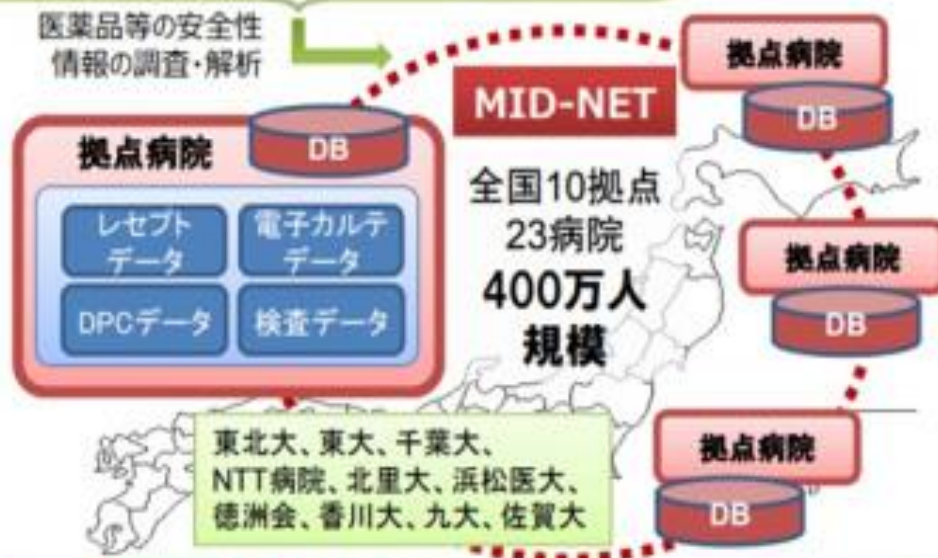 医薬品等の安全性
情報の調査・解析
MID-NET
拠点病院
DB
拠点病院
DB
レセプト
データ
電子カルテ
データ
DPCデータ
検査データ
全国10拠点
23病院
400万人
規模
拠点病院
DB
東北大、東大、千葉大、
NTT病院、北里大、浜松医大、
徳洲会、香川大、九大、佐賀大
拠点病院
DB